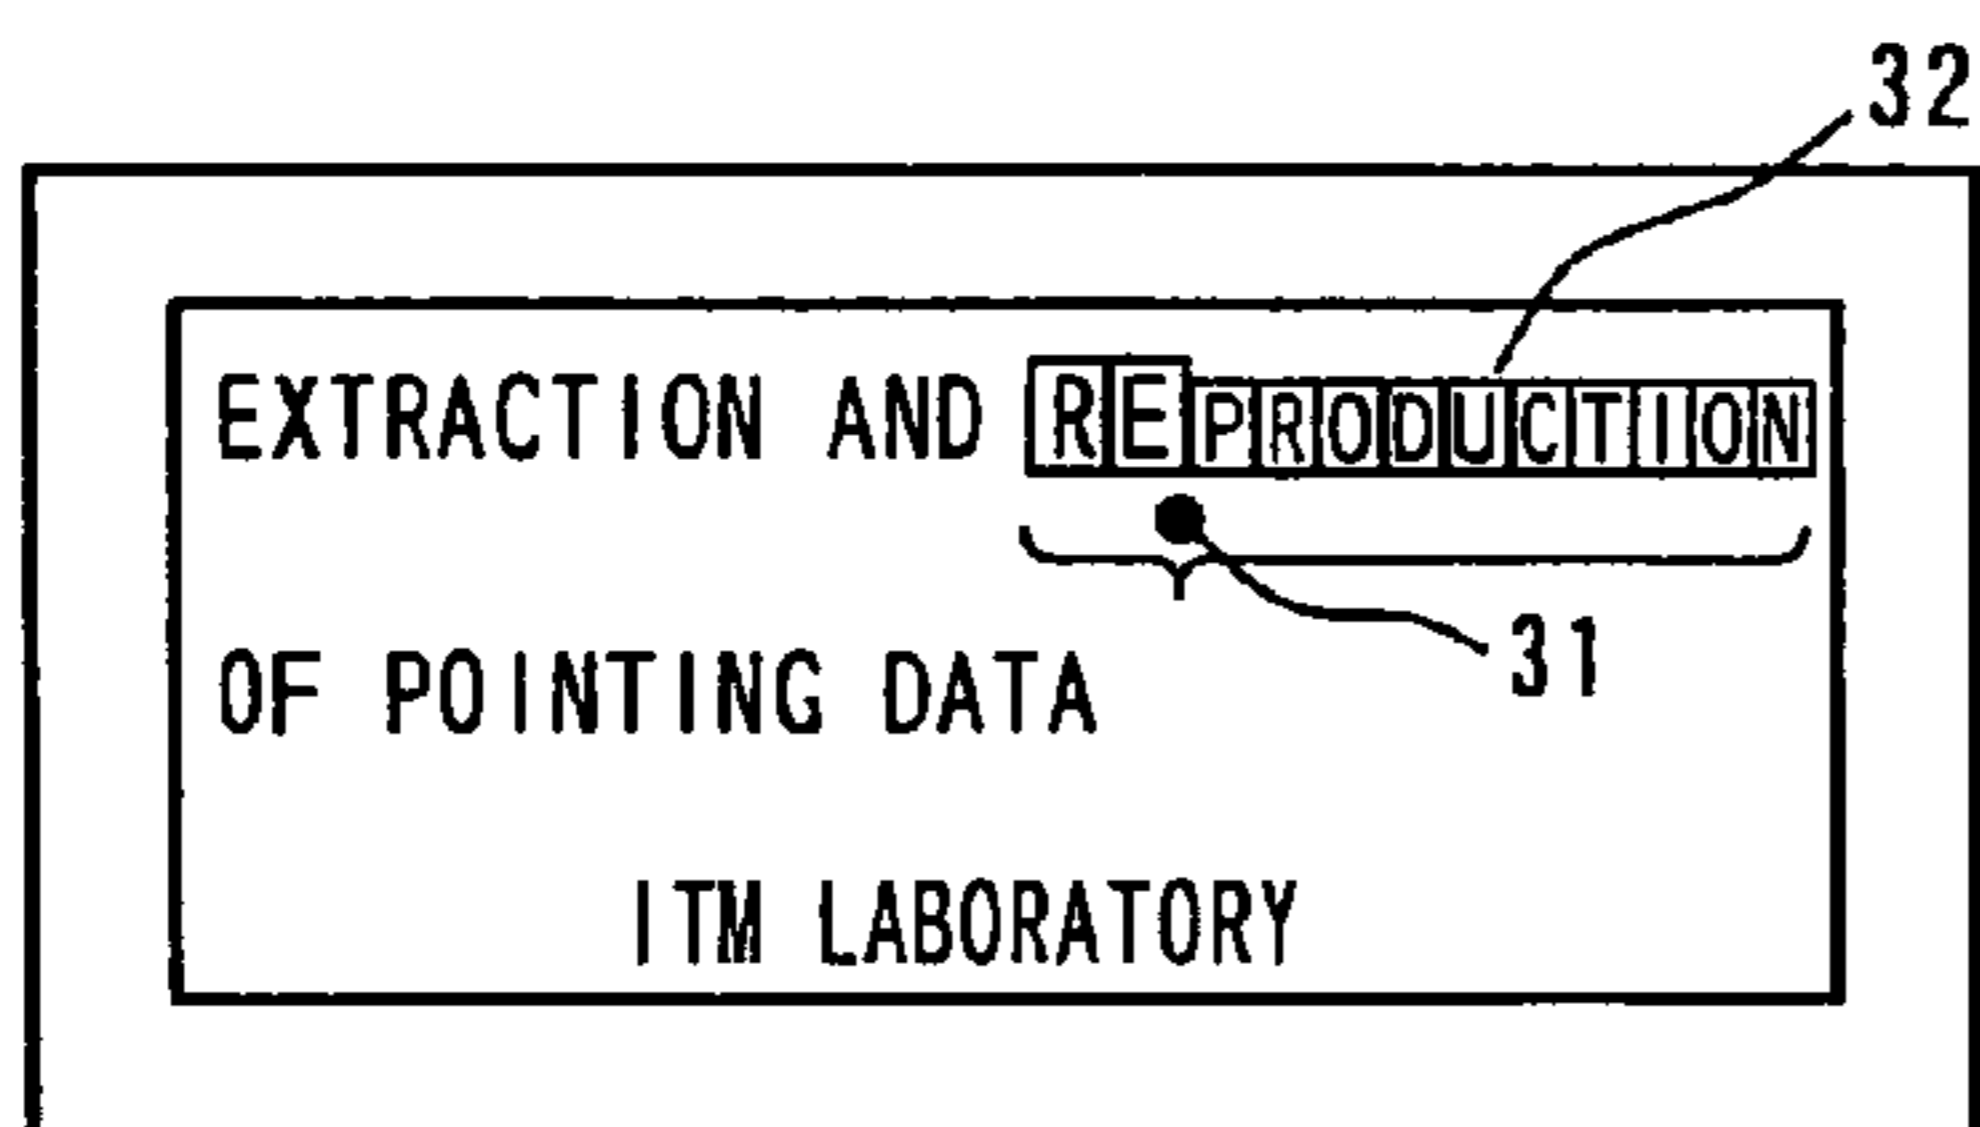 32
EXTRACTION AND REPRODUCTION
31
OF POINTING DATA
ITM LABORATORY